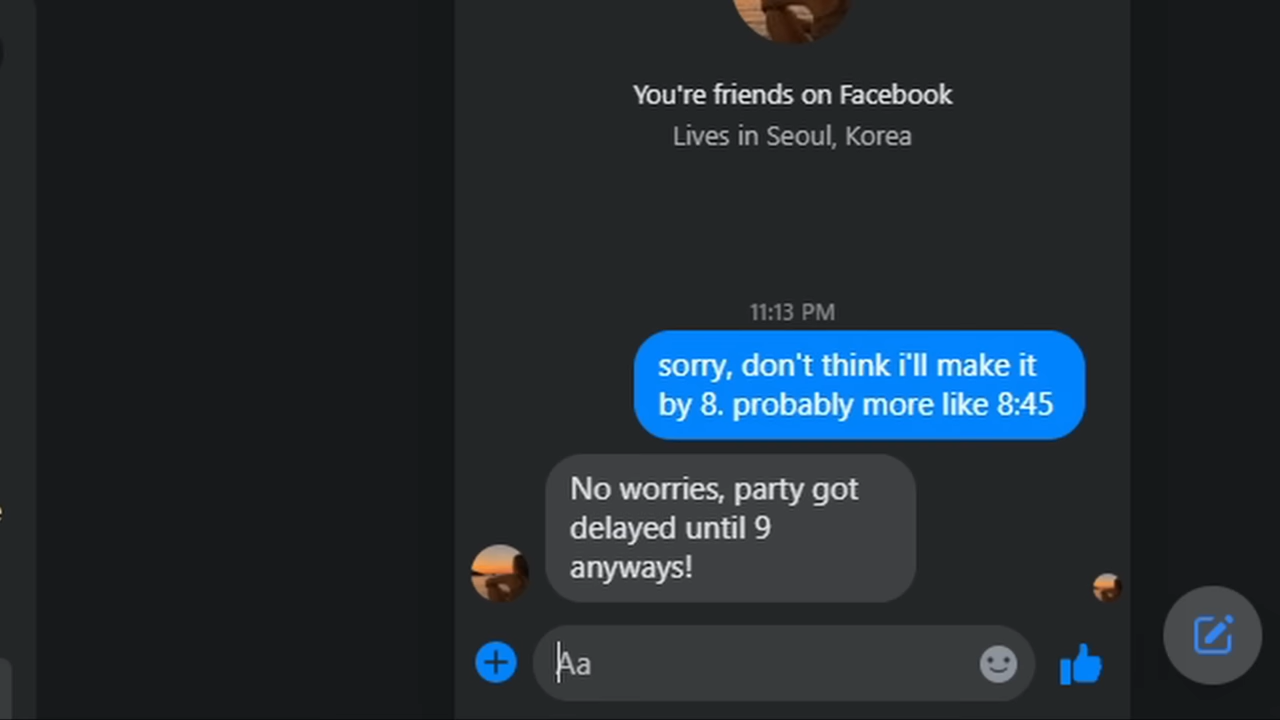 You're friends on Facebook
Lives in Seoul, Korea
11:13 PM
sorry, don't think i'll make it
by 8. probably more like 8:45
No worries, party got
delayed until 9
anyways!
Aa